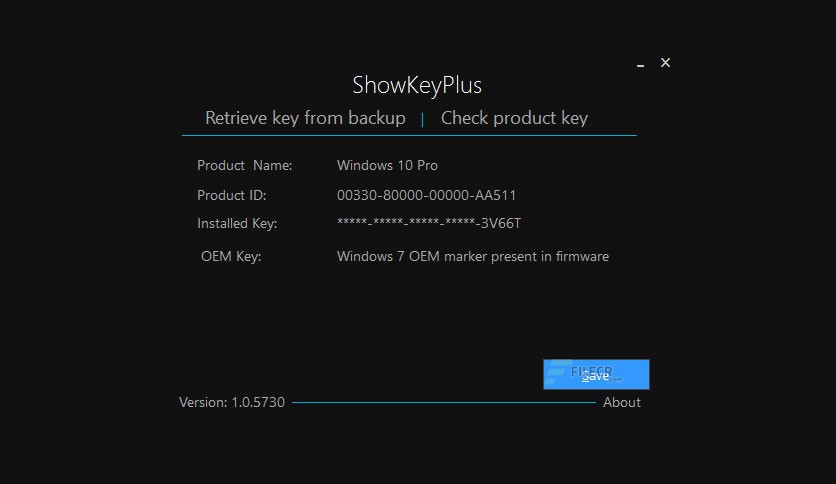 ShowKeyPlus
Retrieve key from backup | Check product key
Product Name: Windows 10 Pro
Product ID: 00330-80000-00000-AA511
Installed Key: *****-*****-*****-*****-3V66T
OEM Key: Windows 7 OEM marker present in firmware
FILECR .com
Save
Version: 1.0.5730 About